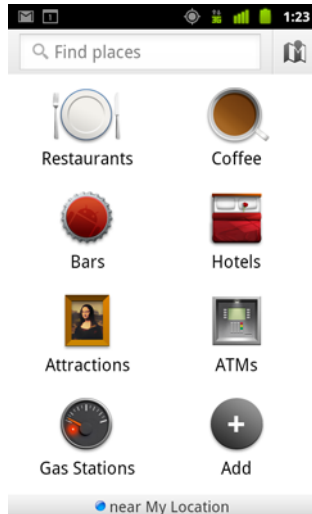 1:23
Find places
Restaurants
Coffee
Bars
Hotels
Attractions
ATMs
Gas Stations
Add
near My Location